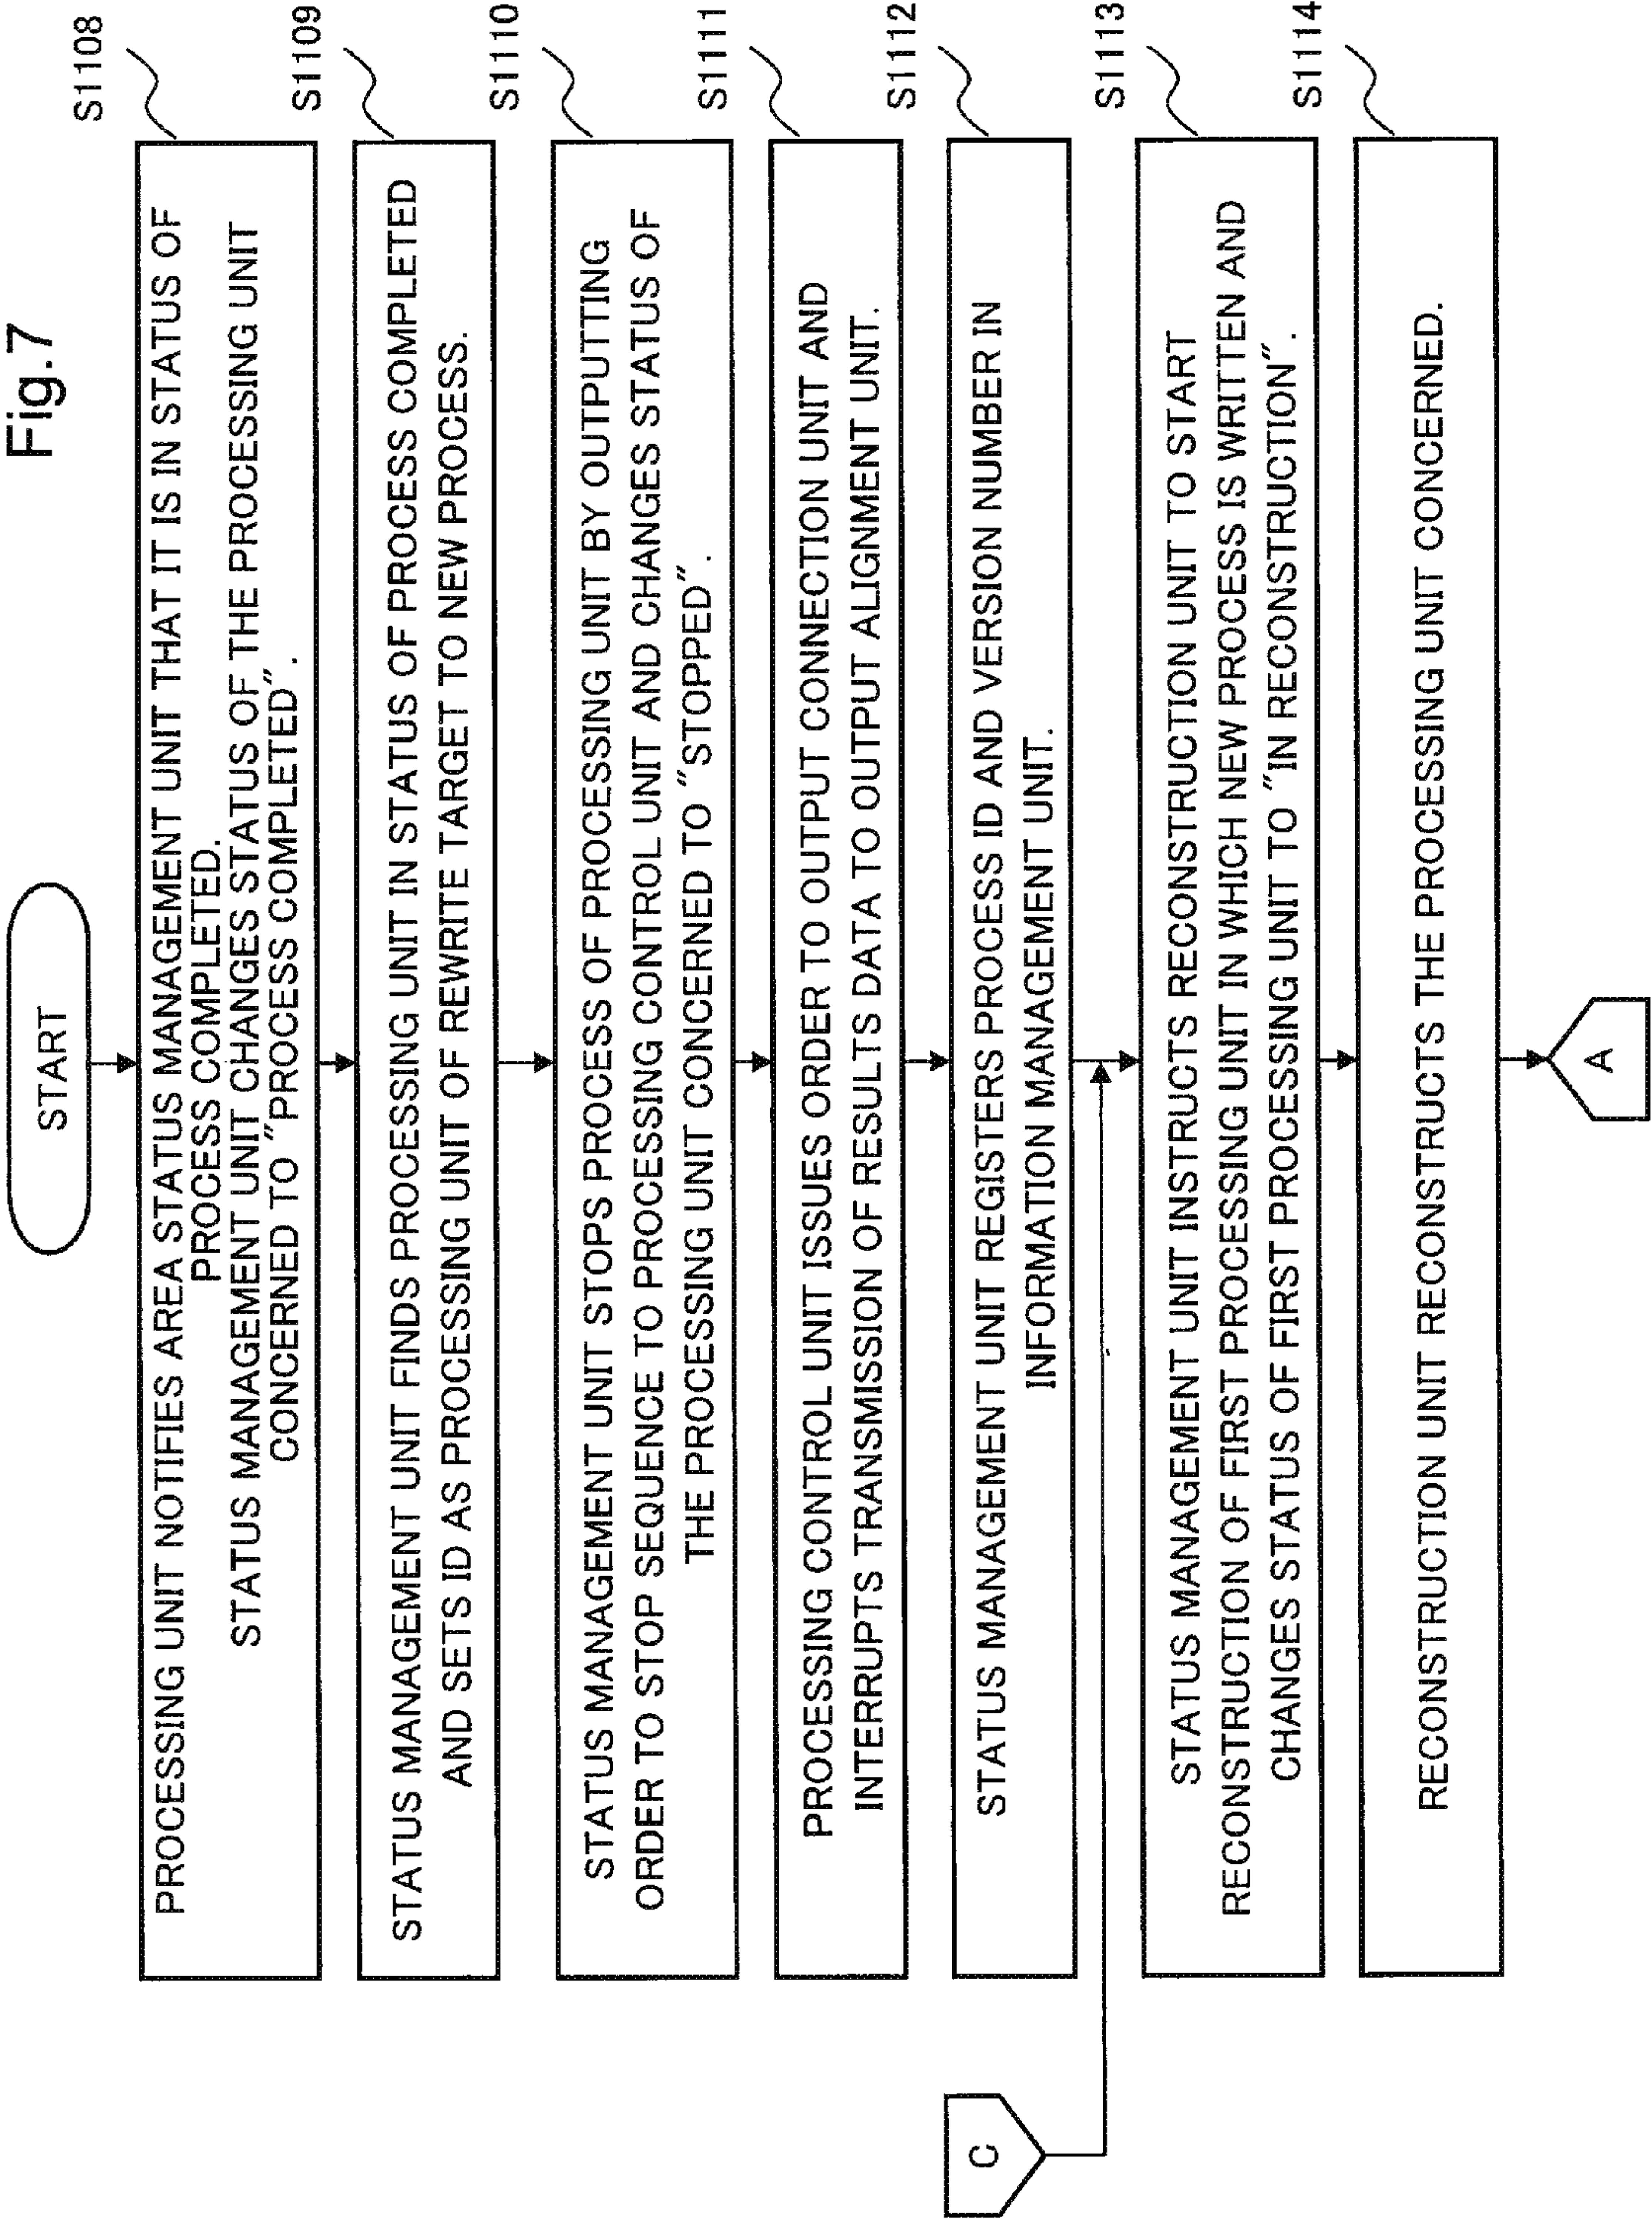 Fig.7
START
S1108
PROCESSING UNIT NOTIFIES AREA STATUS MANAGEMENT UNIT THAT IT IS IN STATUS OF
PROCESS COMPLETED.
STATUS MANAGEMENT UNIT CHANGES STATUS OF THE PROCESSING UNIT
CONCERNED TO "PROCESS COMPLETED".
S1109
STATUS MANAGEMENT UNIT FINDS PROCESSING UNIT IN STATUS OF PROCESS COMPLETED
AND SETS ID AS PROCESSING UNIT OF REWRITE TARGET TO NEW PROCESS.
S1110
STATUS MANAGEMENT UNIT STOPS PROCESS OF PROCESSING UNIT BY OUTPUTTING
ORDER TO STOP SEQUENCE TO PROCESSING CONTROL UNIT AND CHANGES STATUS OF
THE PROCESSING UNIT CONCERNED TO "STOPPED".
S1111
PROCESSING CONTROL UNIT ISSUES ORDER TO OUTPUT CONNECTION UNIT AND
INTERRUPTS TRANSMISSION OF RESULTS DATA TO OUTPUT ALIGNMENT UNIT.
S1112
STATUS MANAGEMENT UNIT REGISTERS PROCESS ID AND VERSION NUMBER IN
INFORMATION MANAGEMENT UNIT.
C
S1113
STATUS MANAGEMENT UNIT INSTRUCTS RECONSTRUCTION UNIT TO START
RECONSTRUCTION OF FIRST PROCESSING UNIT IN WHICH NEW PROCESS IS WRITTEN AND
CHANGES STATUS OF FIRST PROCESSING UNIT TO "IN RECONSTRUCTION".
S1114
RECONSTRUCTION UNIT RECONSTRUCTS THE PROCESSING UNIT CONCERNED.
A